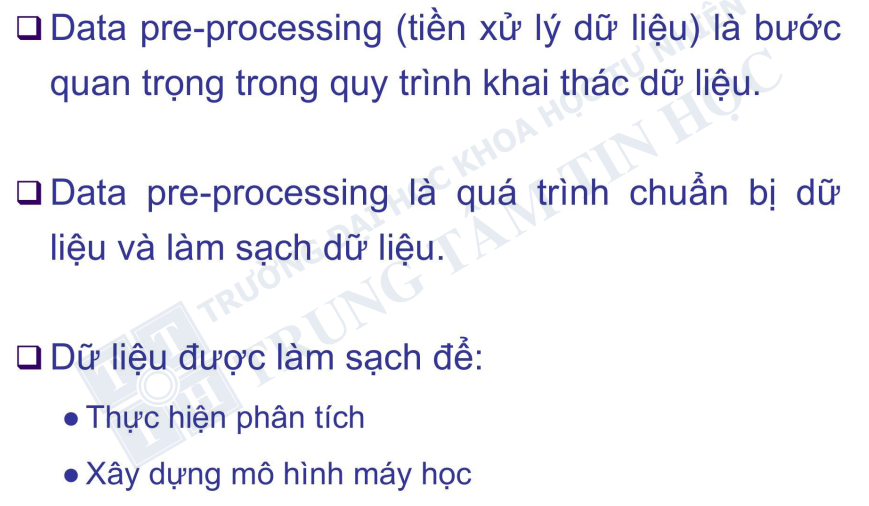 ❑ Data pre-processing (tiền xử lý dữ liệu) là bước
quan trọng trong quy trình khai thác dữ liệu.
❑ Data pre-processing là quá trình chuẩn bị dữ
liệu và làm sạch dữ liệu.
❑ Dữ liệu được làm sạch để:
● Thực hiện phân tích
● Xây dựng mô hình máy học
TRƯỜNG ĐẠI HỌC KHOA HỌC TỰ NHIÊN
TRUNG TÂM TIN HỌC